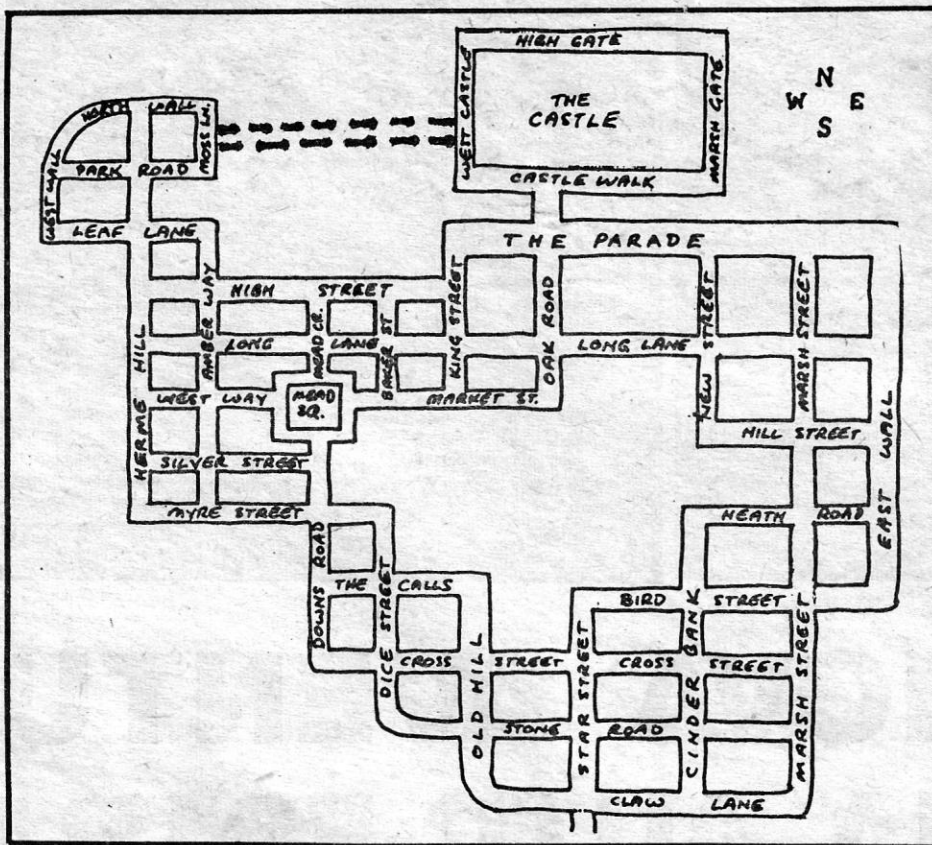 HIGH GATE
N
W E
S
WEST CASTLE
THE
CASTLE
MARSH GATE
CASTLE WALK
NORTH WALL
MOSS LN.
WEST WALL
PARK ROAD
LEAF LANE
THE PARADE
HIGH STREET
AMBER WAY
HERME HILL
LONG LANE
MEAD CR.
BAKER ST
KING STREET
OAK ROAD
LONG LANE
NEW STREET
NEW
MARSH STREET
WEST WAY
MEAD
SQ.
MARKET ST.
HILL STREET
EAST WALL
SILVER STREET
MYRE STREET
HEATH ROAD
DOWNS ROAD
THE CALLS
DICE STREET
BIRD STREET
OLD HILL
CROSS STREET
STAR STREET
CROSS STREET
CINDER BANK
MARSH STREET
STONE ROAD
CLAW LANE